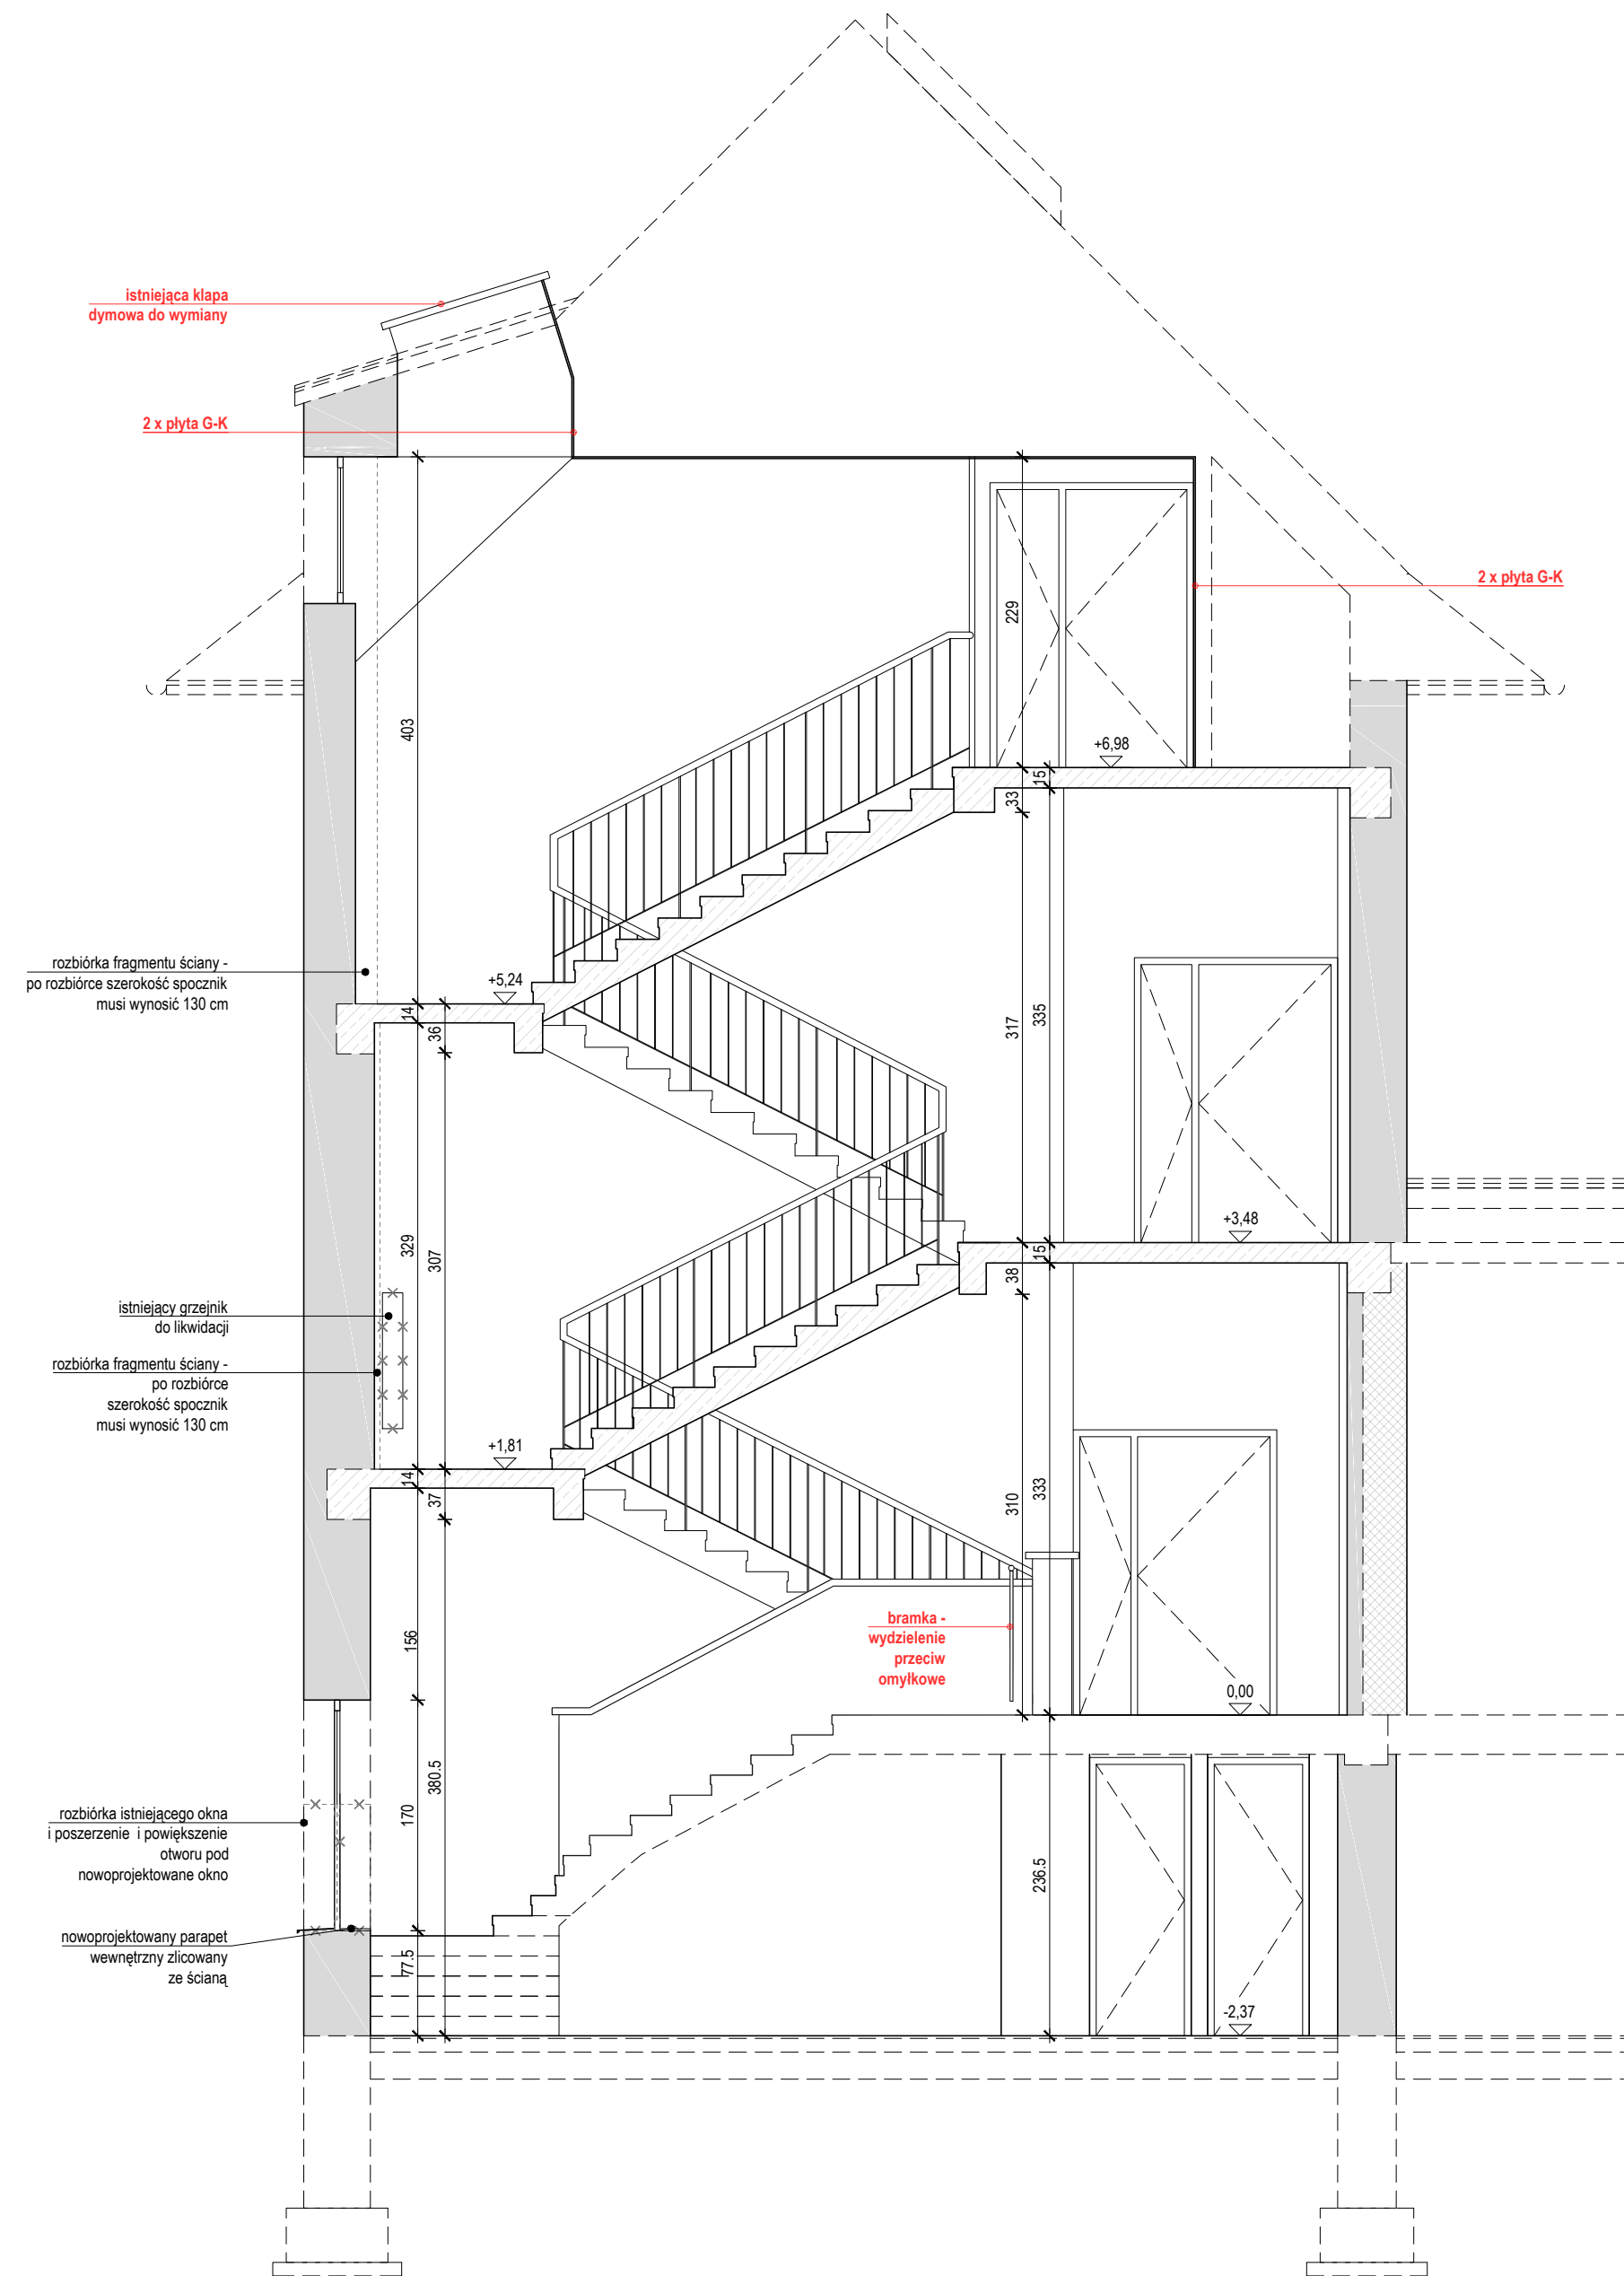 istniejąca klapa
dymowa do wymiany
2 x płyta G-K
2 x płyta G-K
229
403
+6,98
15
33
rozbiórka fragmentu ściany -
po rozbiórce szerokość spocznik
musi wynosić 130 cm
+5,24
14
36
317
335
+3,48
329
307
15
38
istniejący grzejnik
do likwidacji
rozbiórka fragmentu ściany -
po rozbiórce
szerokość spocznik
musi wynosić 130 cm
+1,81
14
37
310
333
156
bramka -
wydzielenie
przeciw
omyłkowe
0,00
380.5
170
rozbiórka istniejącego okna
i poszerzenie i powiększenie
otworu pod
nowoprojektowane okno
236.5
nowoprojektowany parapet
wewnętrzny zlicowany
ze ścianą
77.5
-2,37